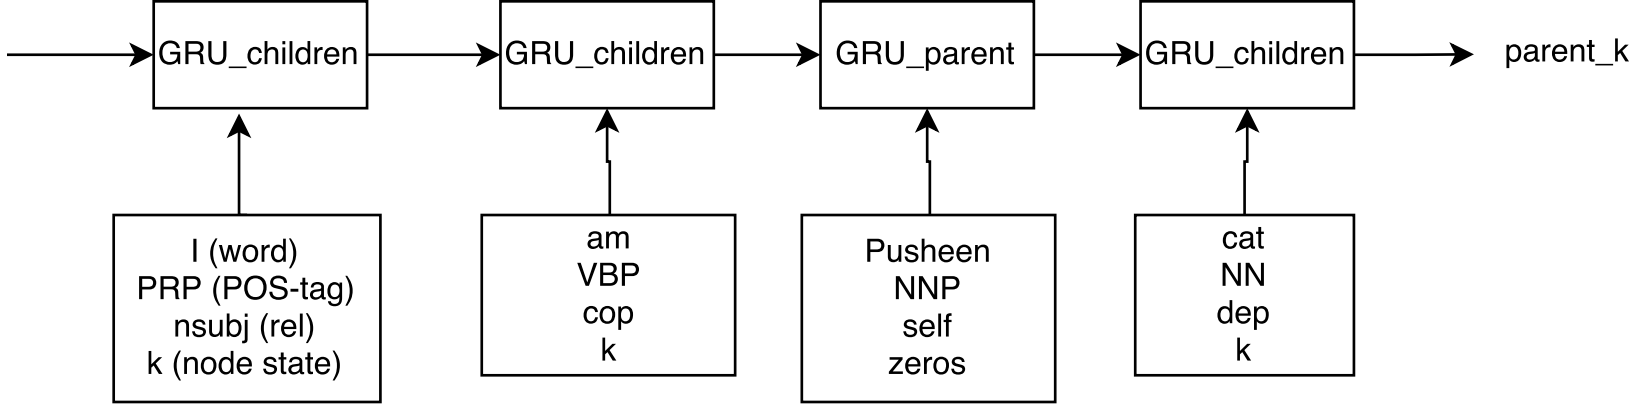 GRU_children
GRU_children
GRU_parent
GRU_children
parent_k
I (word)
PRP (POS-tag)
nsubj (rel)
k (node state)
am
VBP
cop
k
Pusheen
NNP
self
zeros
cat
NN
dep
k